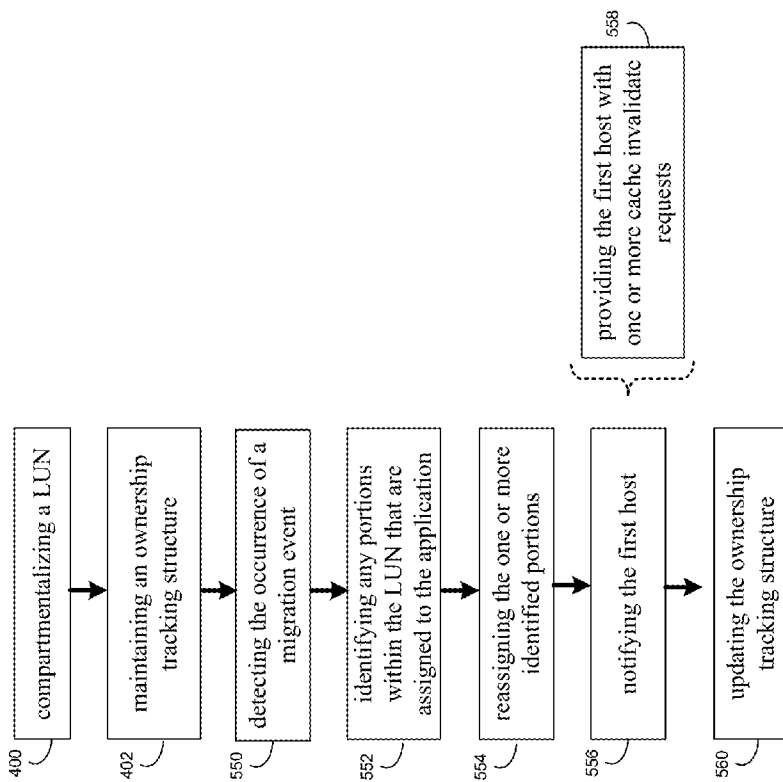 400
compartmentalizing a LUN
402
maintaining an ownership
tracking structure
550
detecting the occurrence of a
migration event
552
identifying any portions
within the LUN that are
assigned to the application
554
reassigning the one or more
identified portions
556
notifying the first host
558
providing the first host with
one or more cache invalidate
requests
560
updating the ownership
tracking structure